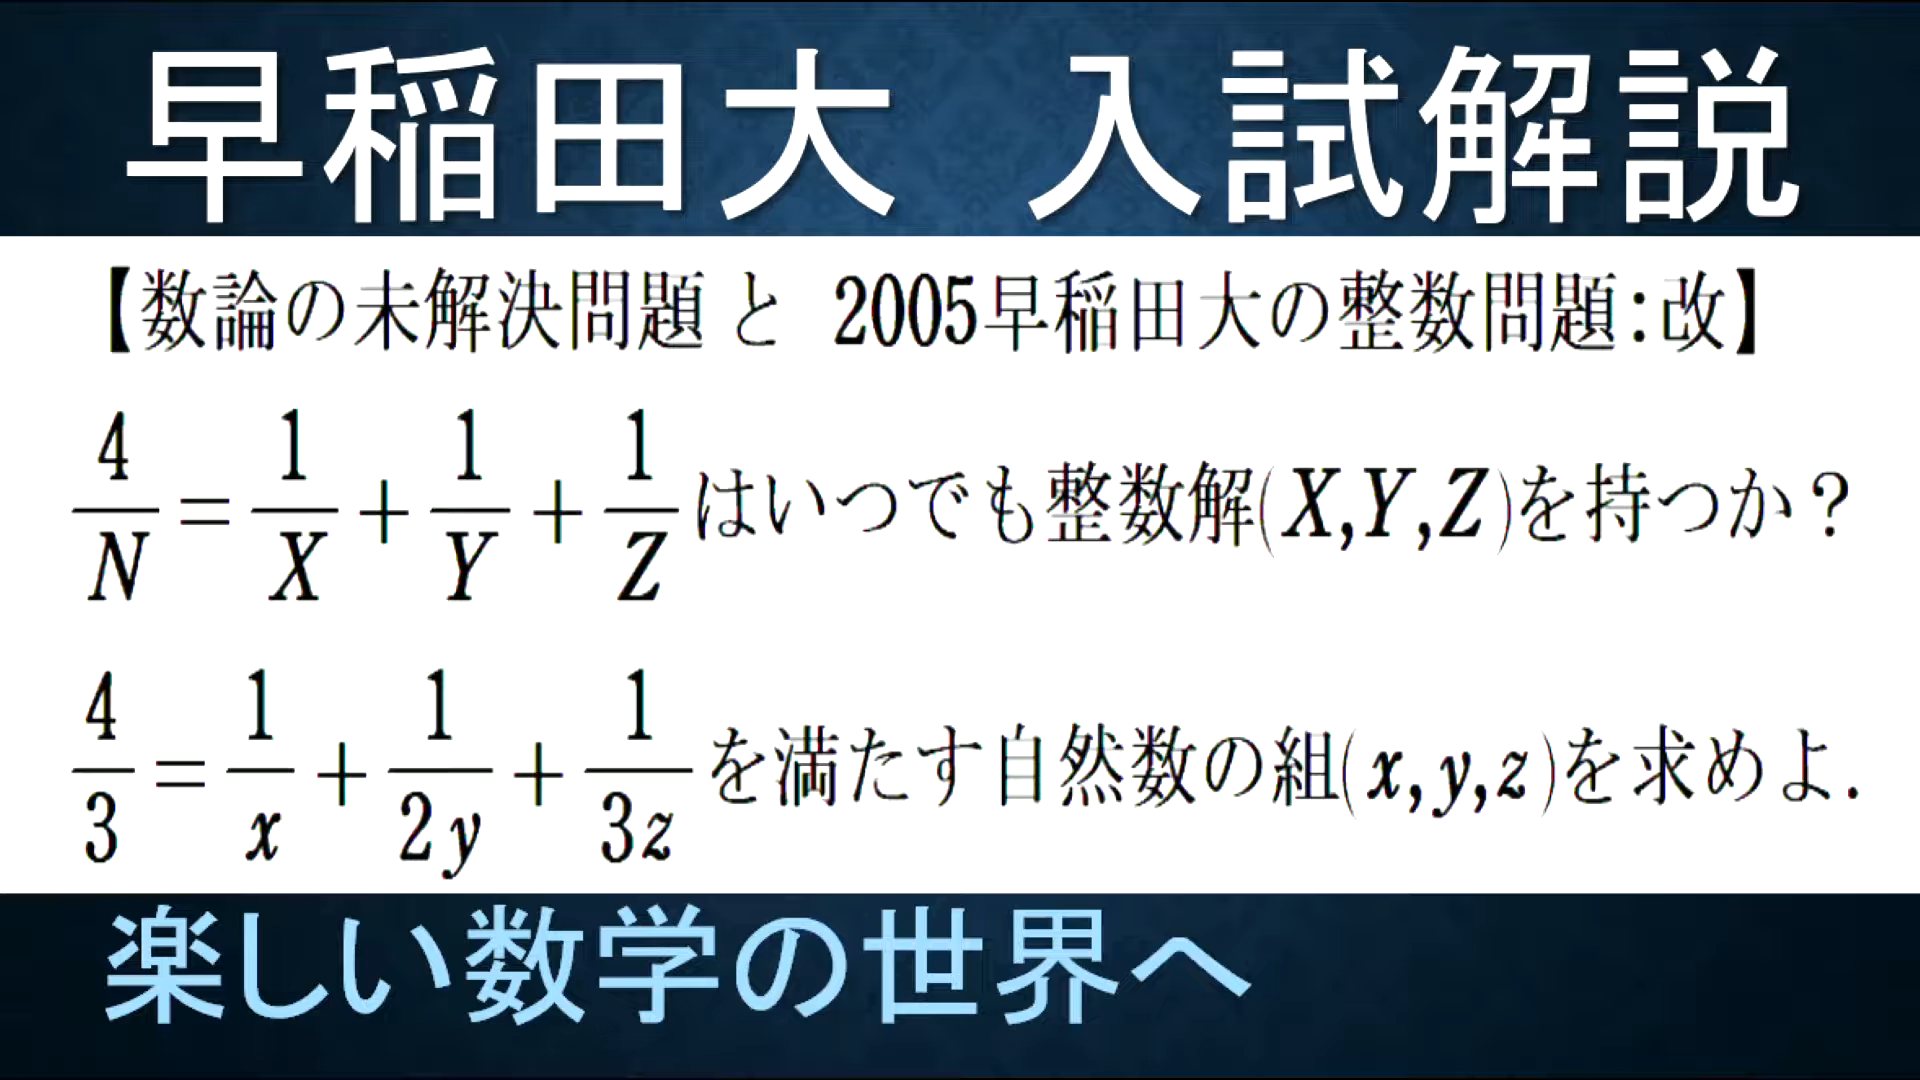 早稲田大 入試解説
【数論の未解決問題 と 2005早稲田大の整数問題:改】
4/N = 1/X + 1/Y + 1/Z はいつでも整数解(X,Y,Z)を持つか?
4/3 = 1/x + 1/2y + 1/3z を満たす自然数の組(x,y,z)を求めよ.
楽しい数学の世界へ